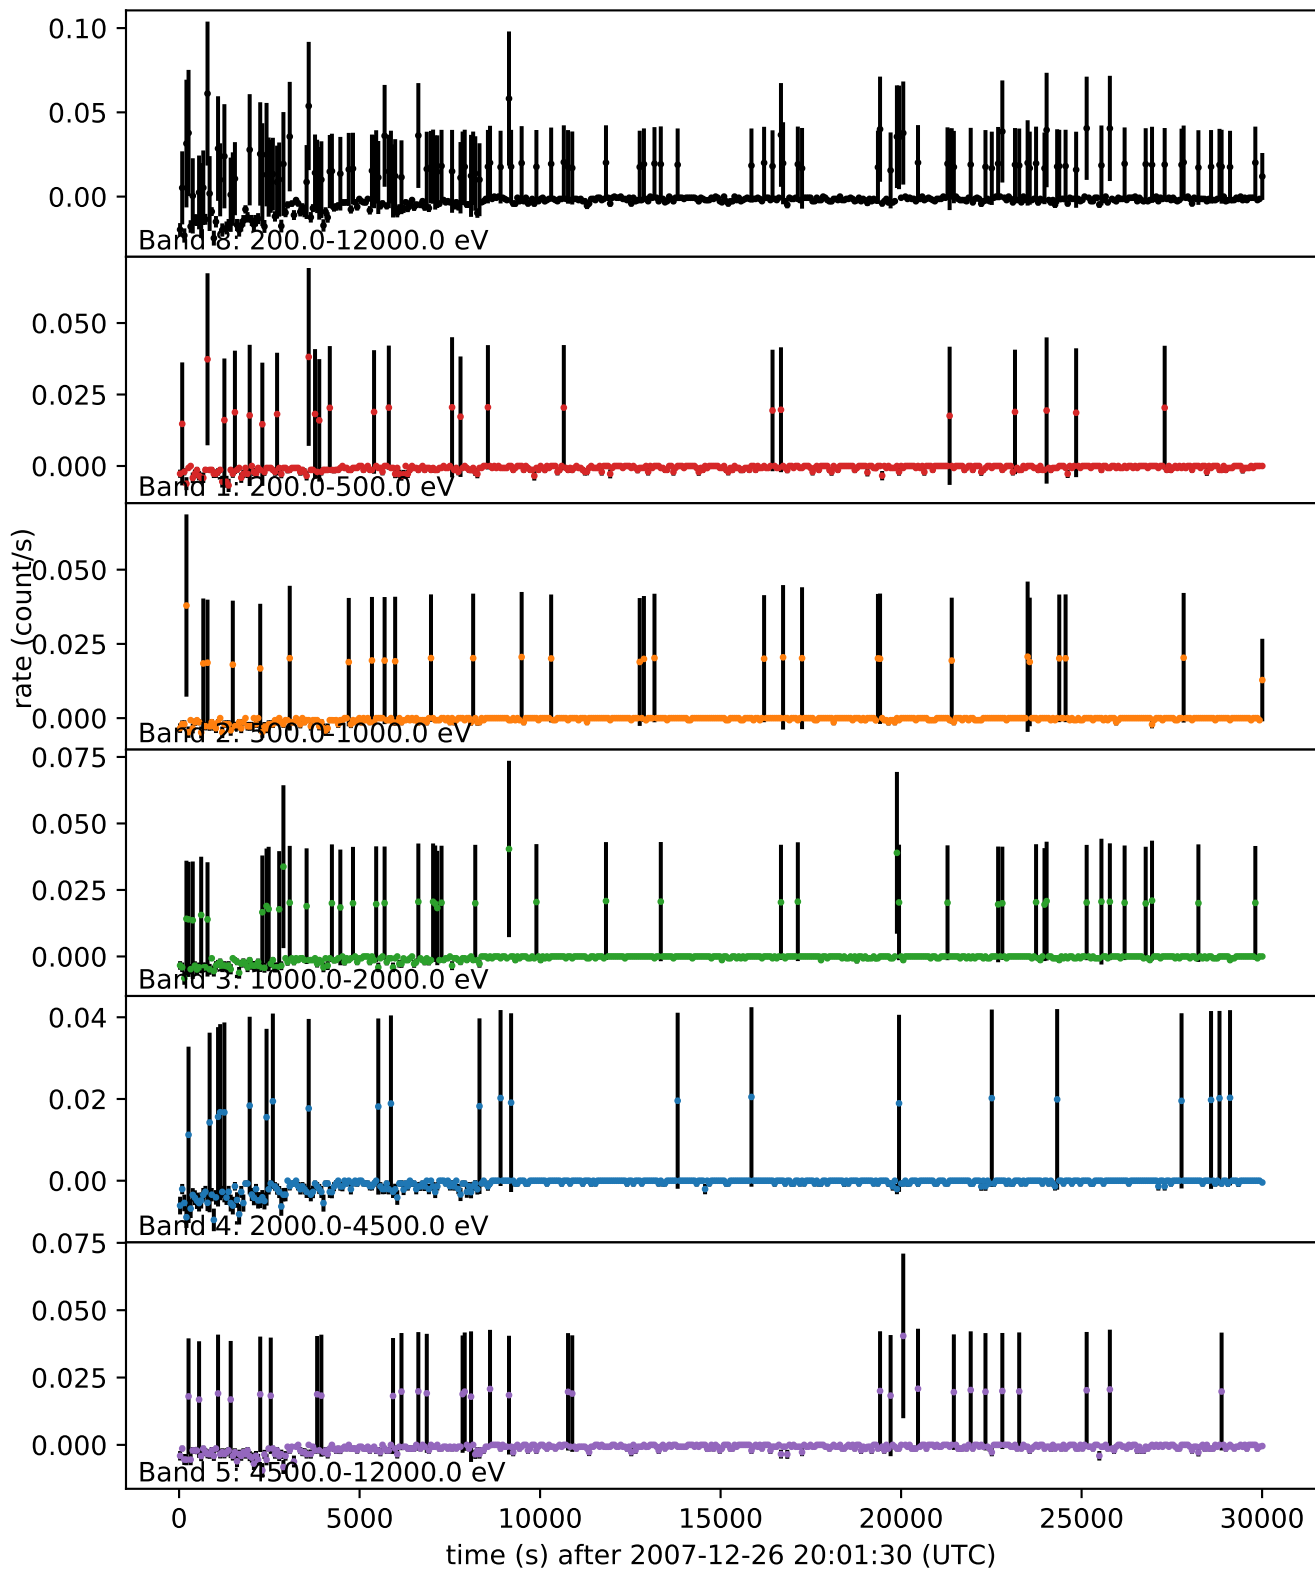 0.10
0.05
0.00
Band 8: 200.0-12000.0 eV
0.050
0.025
0.000
Band 1: 200.0-500.0 eV
rate (count/s)
0.050
0.025
0.000
Band 2: 500.0-1000.0 eV
0.075
0.050
0.025
0.000
Band 3: 1000.0-2000.0 eV
0.04
0.02
0.00
Band 4: 2000.0-4500.0 eV
0.075
0.050
0.025
0.000
Band 5: 4500.0-12000.0 eV
0 5000 10000 15000 20000 25000 30000
time (s) after 2007-12-26 20:01:30 (UTC)